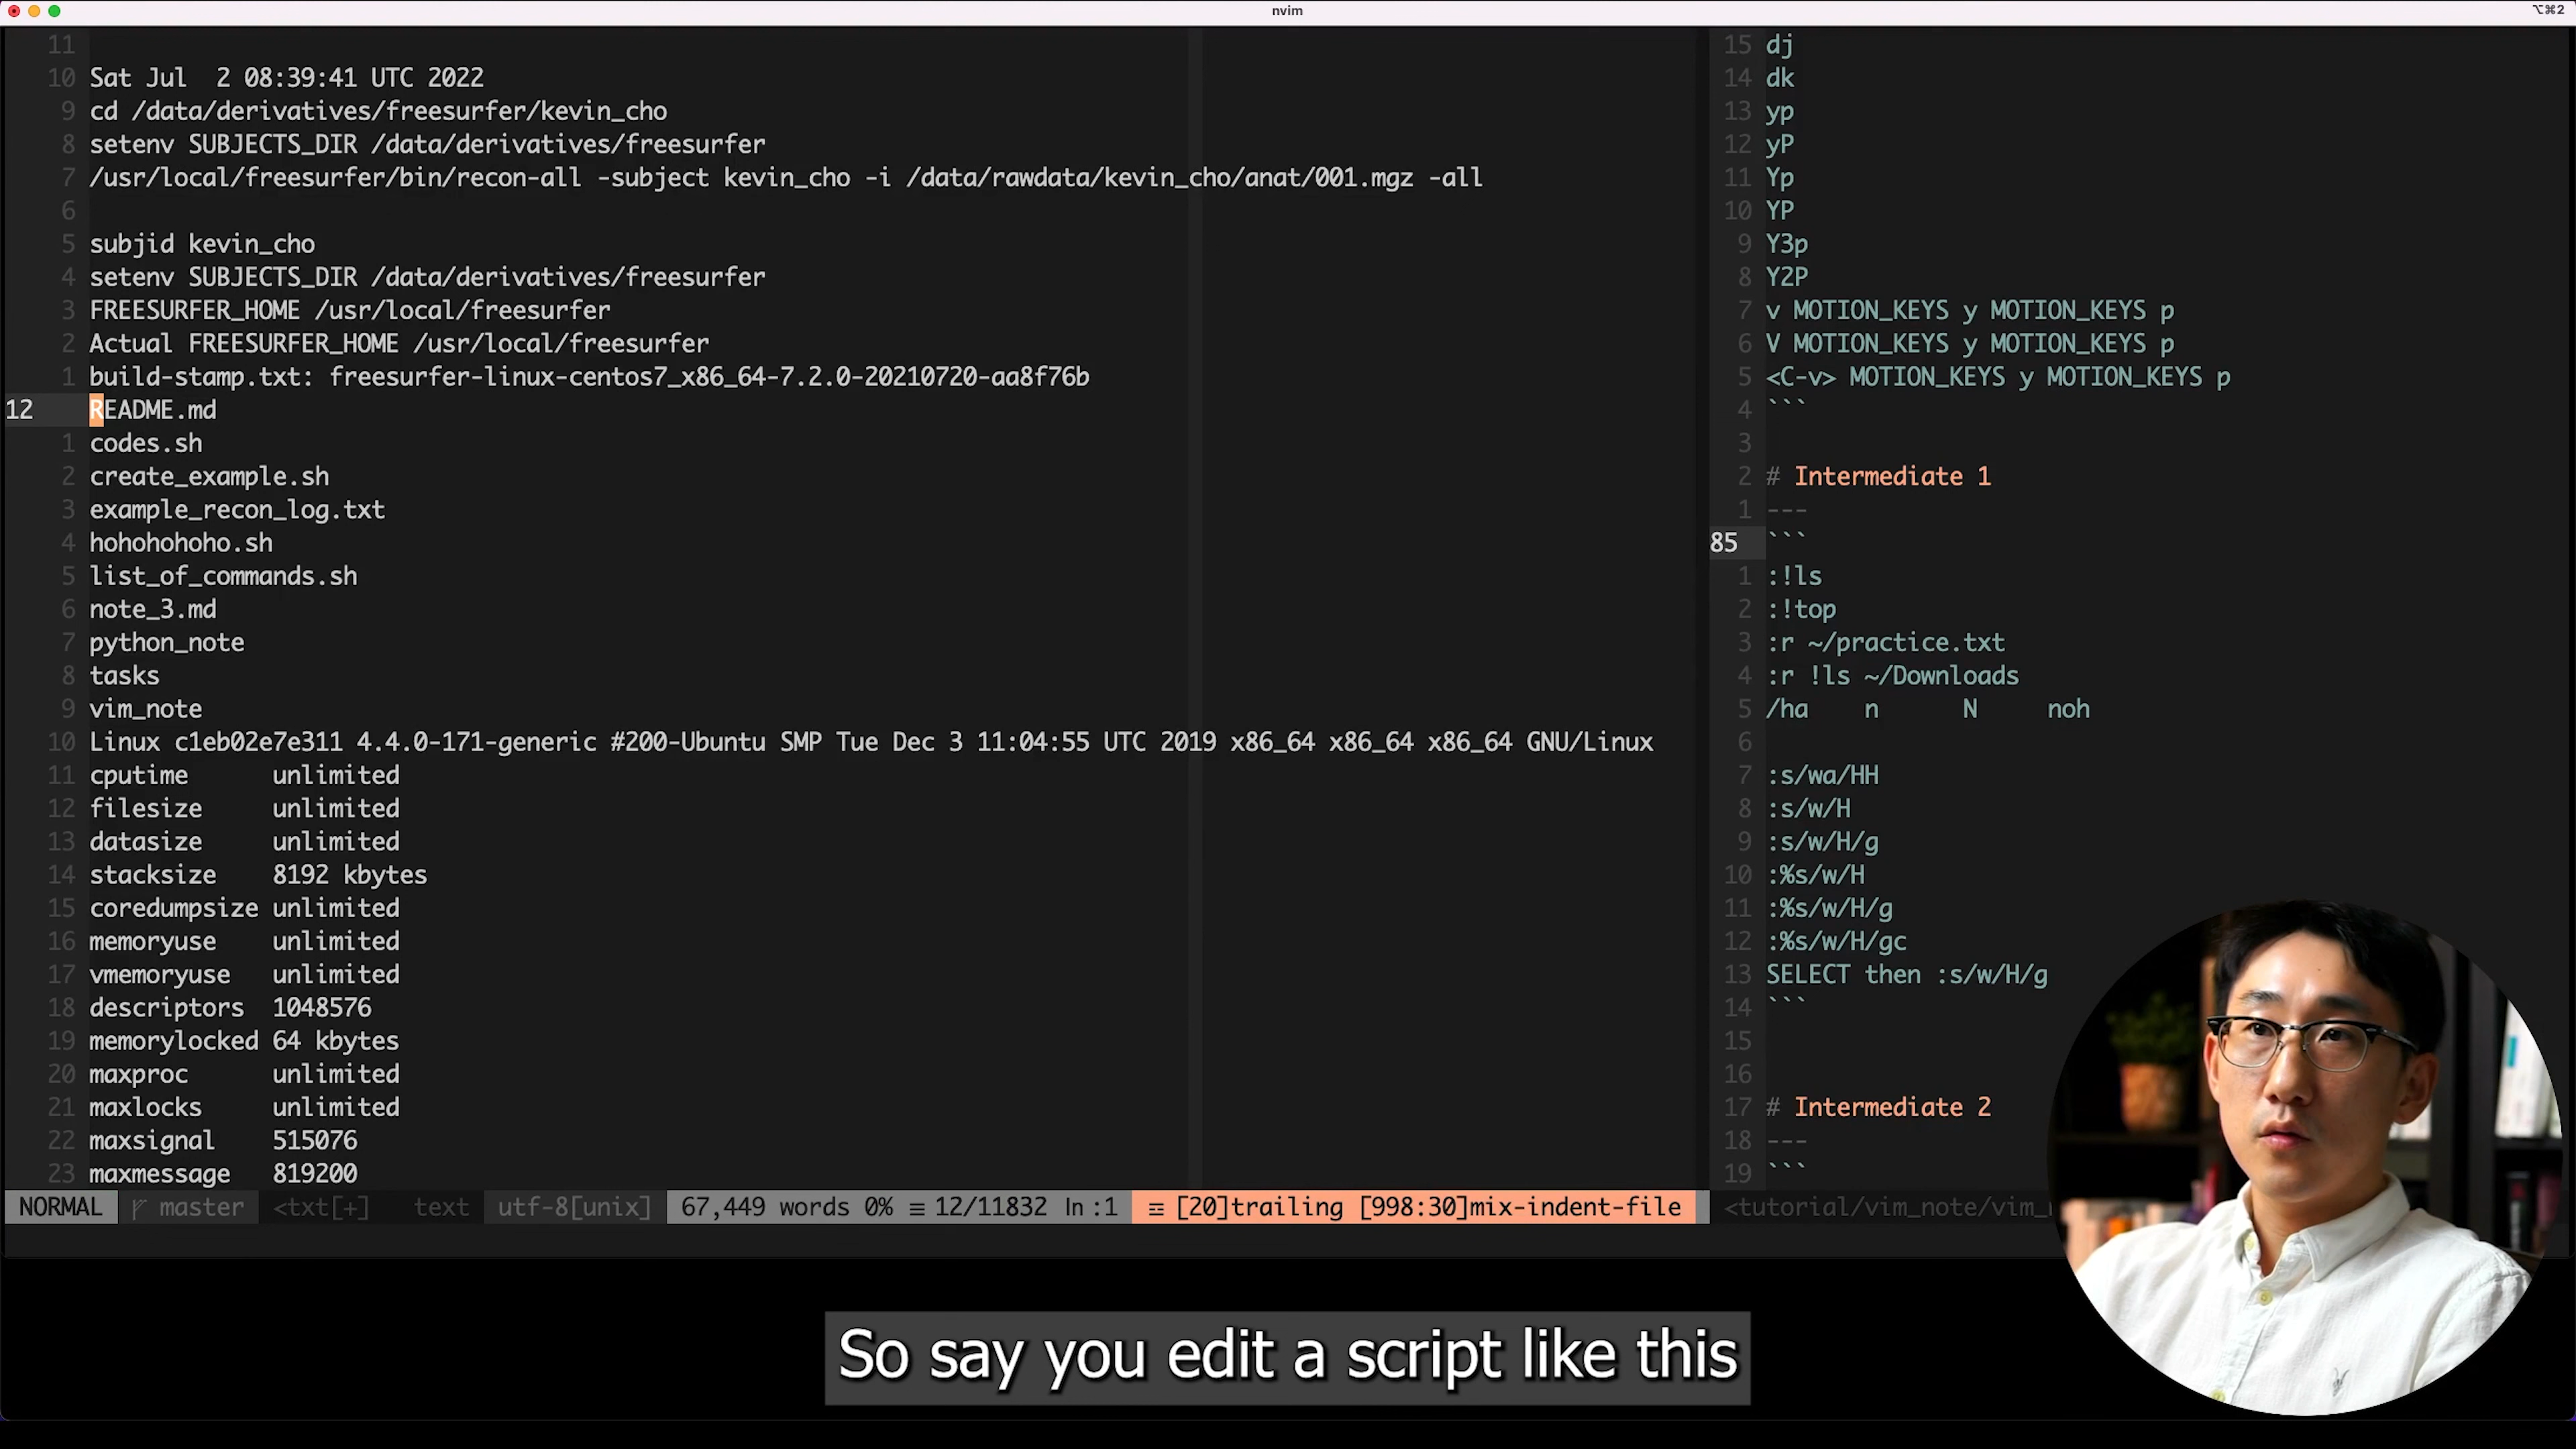 nvim
⌥⌘2
11
10 Sat Jul  2 08:39:41 UTC 2022
9 cd /data/derivatives/freesurfer/kevin_cho
8 setenv SUBJECTS_DIR /data/derivatives/freesurfer
7 /usr/local/freesurfer/bin/recon-all -subject kevin_cho -i /data/rawdata/kevin_cho/anat/001.mgz -all
6
5 subjid kevin_cho
4 setenv SUBJECTS_DIR /data/derivatives/freesurfer
3 FREESURFER_HOME /usr/local/freesurfer
2 Actual FREESURFER_HOME /usr/local/freesurfer
1 build-stamp.txt: freesurfer-linux-centos7_x86_64-7.2.0-20210720-aa8f76b
12 README.md
1 codes.sh
2 create_example.sh
3 example_recon_log.txt
4 hohohohoho.sh
5 list_of_commands.sh
6 note_3.md
7 python_note
8 tasks
9 vim_note
10 Linux c1eb02e7e311 4.4.0-171-generic #200-Ubuntu SMP Tue Dec 3 11:04:55 UTC 2019 x86_64 x86_64 x86_64 GNU/Linux
11 cputime      unlimited
12 filesize     unlimited
13 datasize     unlimited
14 stacksize    8192 kbytes
15 coredumpsize unlimited
16 memoryuse    unlimited
17 vmemoryuse   unlimited
18 descriptors  1048576
19 memorylocked 64 kbytes
20 maxproc      unlimited
21 maxlocks     unlimited
22 maxsignal    515076
23 maxmessage   819200
NORMAL master <txt[+] text utf-8[unix] 67,449 words 0% ≡ 12/11832 ln :1 ≡ [20]trailing [998:30]mix-indent-file
15 dj
14 dk
13 yp
12 yP
11 Yp
10 YP
9 Y3p
8 Y2P
7 v MOTION_KEYS y MOTION_KEYS p
6 V MOTION_KEYS y MOTION_KEYS p
5 <C-v> MOTION_KEYS y MOTION_KEYS p
4 ```
3
2 # Intermediate 1
1 ---
85 ```
1 :!ls
2 :!top
3 :r ~/practice.txt
4 :r !ls ~/Downloads
5 /ha    n      N     noh
6
7 :s/wa/HH
8 :s/w/H
9 :s/w/H/g
10 :%s/w/H
11 :%s/w/H/g
12 :%s/w/H/gc
13 SELECT then :s/w/H/g
14 ```
15
16
17 # Intermediate 2
18 ---
19 ```
<tutorial/vim_note/vim_
So say you edit a script like this